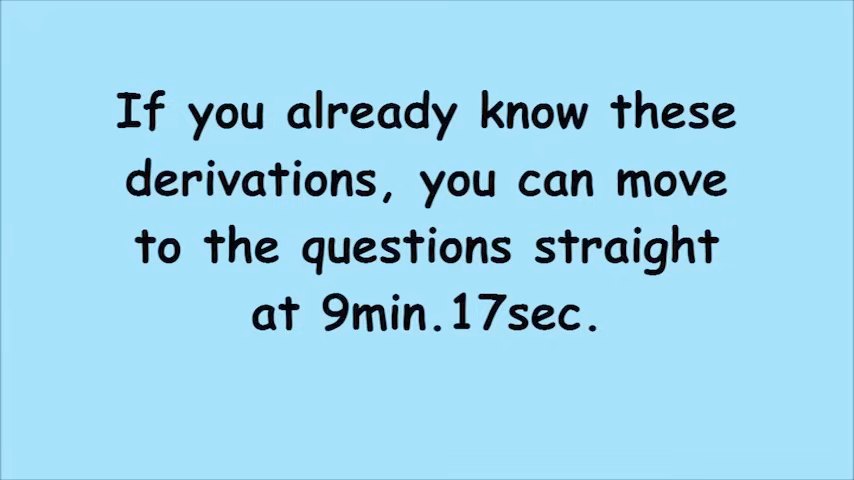 If you already know these
derivations, you can move
to the questions straight
at 9min.17sec.